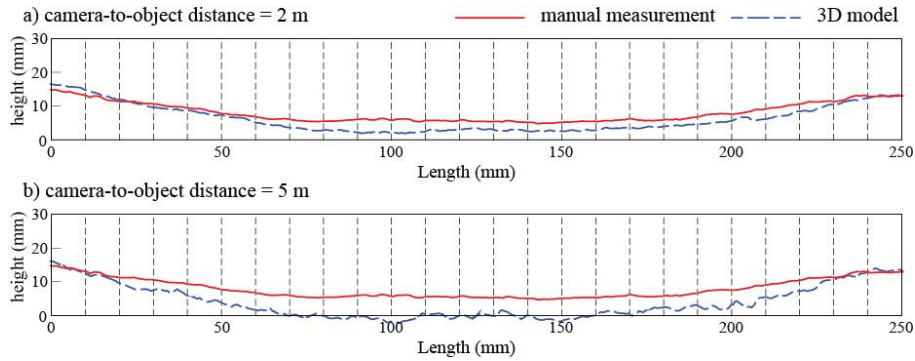 a) camera-to-object distance = 2 m manual measurement 3D model
30
20
10
0
height (mm)
0 50 100 150 200 250
Length (mm)
b) camera-to-object distance = 5 m
30
20
10
0
height (mm)
0 50 100 150 200 250
Length (mm)